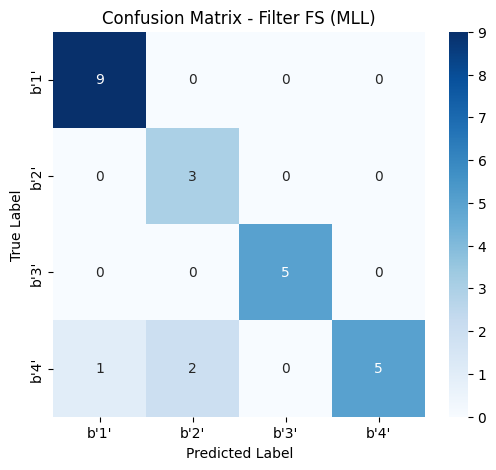 Confusion Matrix - Filter FS (MLL)
True Label
b'1' 9 0 0 0
b'2' 0 3 0 0
b'3' 0 0 5 0
b'4' 1 2 0 5
b'1' b'2' b'3' b'4'
Predicted Label
9
8
7
6
5
4
3
2
1
0